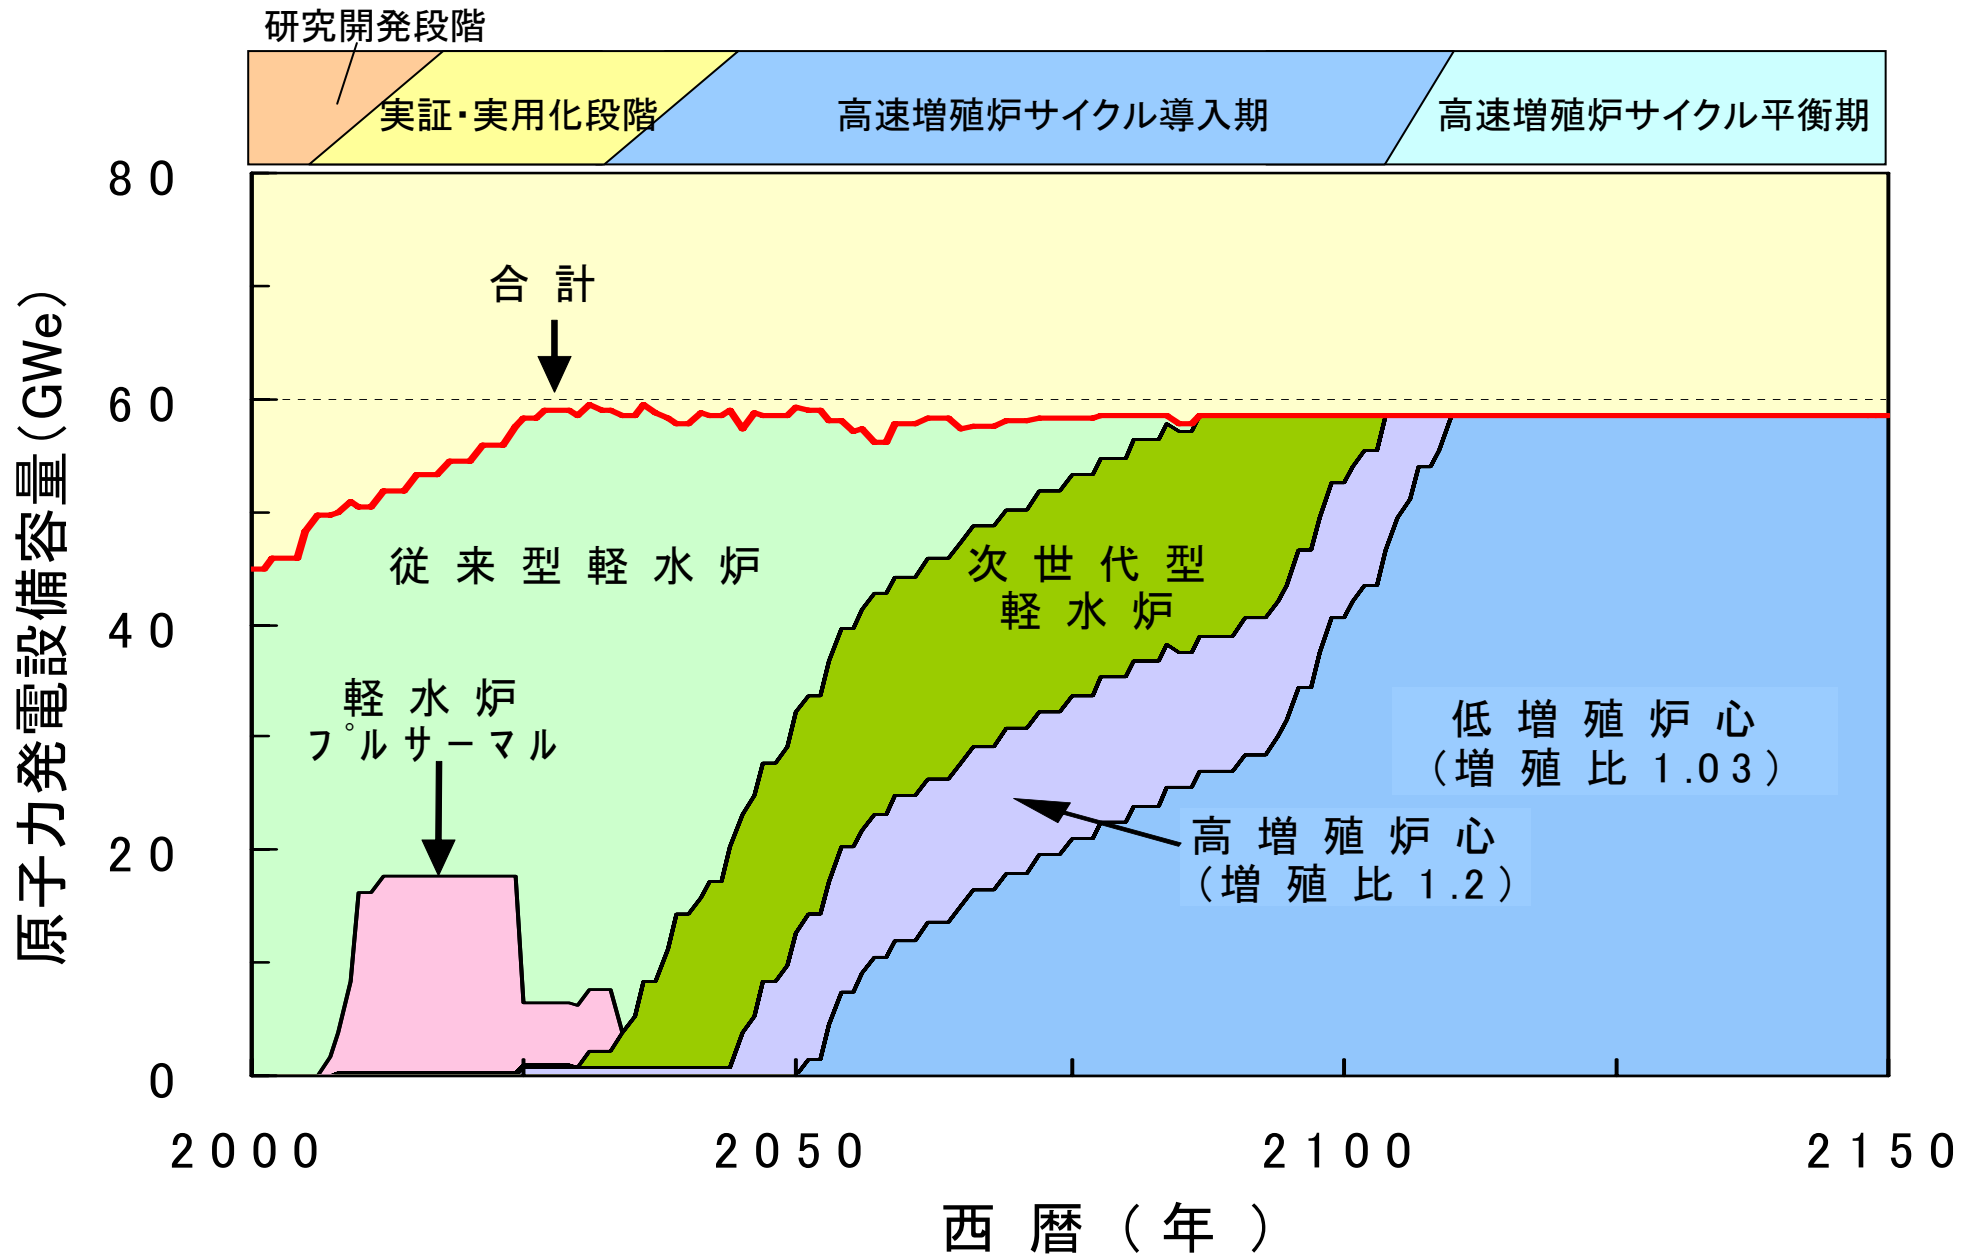 研究開発段階
実証・実用化段階
高速増殖炉サイクル導入期
高速増殖炉サイクル平衡期
80
60
40
20
0
原子力発電設備容量(GWe)
合計
従来型軽水炉
次世代型
軽水炉
軽水炉
プルサーマル
低増殖炉心
(増殖比1.03)
高増殖炉心
(増殖比1.2)
2000
2050
2100
2150
西暦(年)